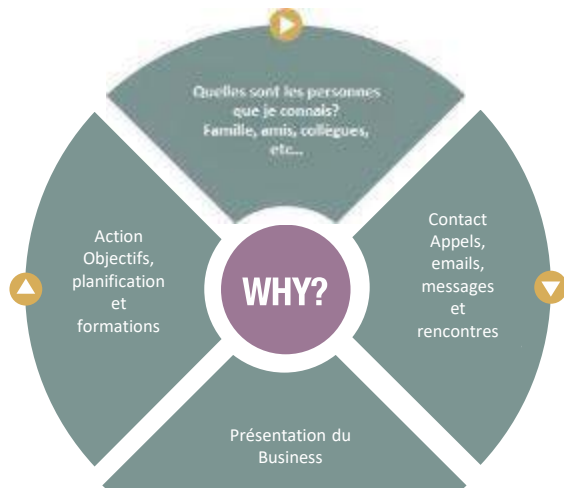 Quelles sont les personnes
que je connais?
Famille, amis, collègues,
etc...
Contact
Appels,
emails,
messages
et
rencontres
Présentation du
Business
Action
Objectifs,
planification
et
formations
WHY?